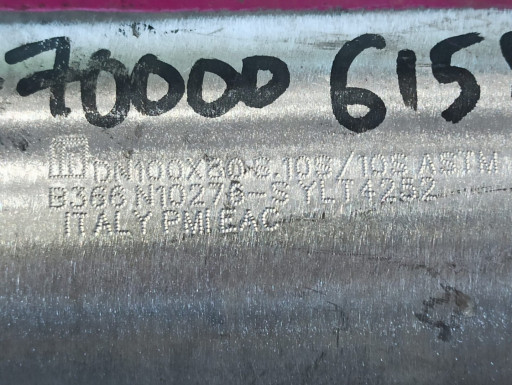 70000 615
DN100X80 S.10S/10S ASTM
B366 N10276-S YLT4252
ITALY PMI EAC